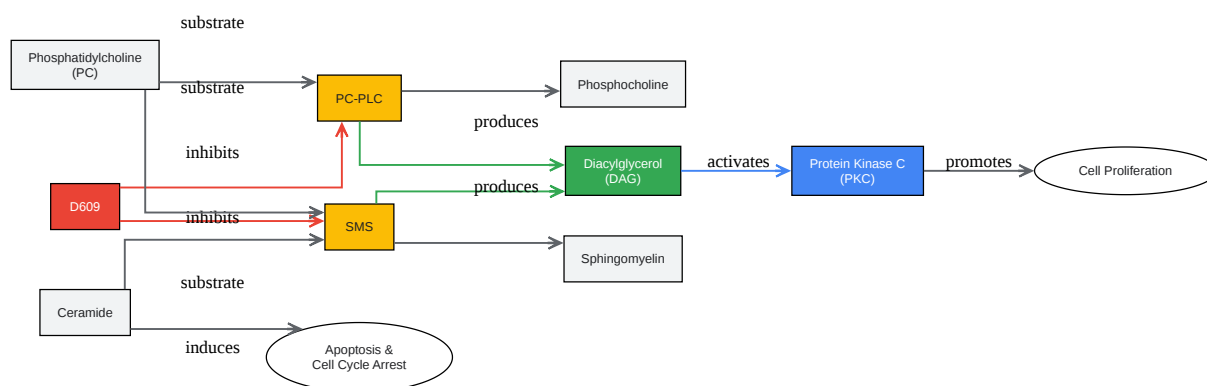 substrate
Phosphatidylcholine
(PC)
substrate
PC-PLC
Phosphocholine
produces
inhibits
Diacylglycerol
(DAG)
activates
Protein Kinase C
(PKC)
promotes
Cell Proliferation
produces
D609
inhibits
SMS
Sphingomyelin
substrate
Ceramide
induces
Apoptosis &
Cell Cycle Arrest